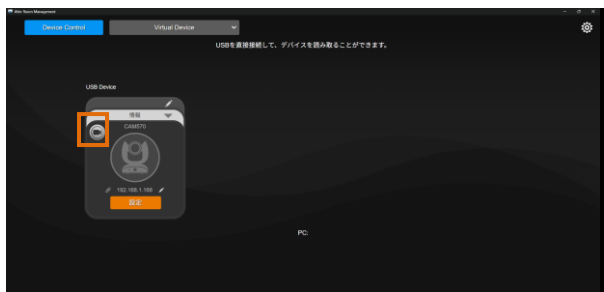 AVer Room Management
Device Control
Virtual Device
USBを直接接続して、デバイスを読み取ることができます。
USB Device
情報
CAM570
192.168.1.188
設定
PC: